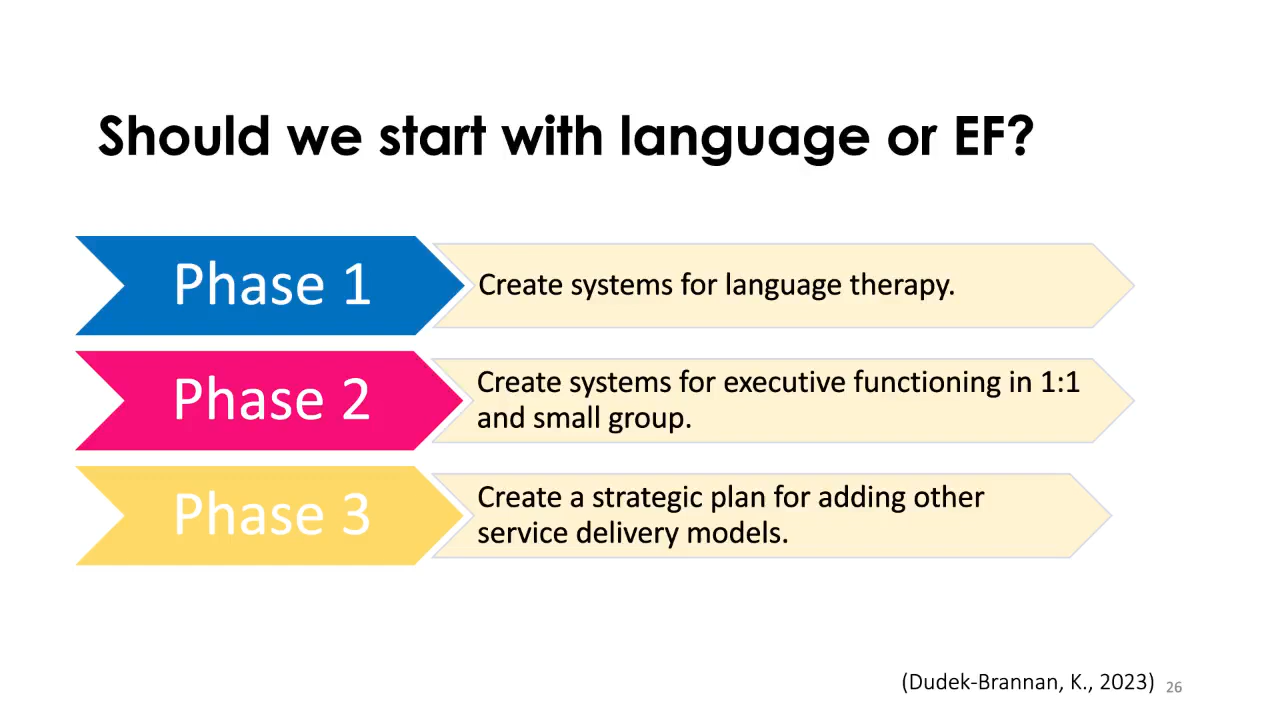 Should we start with language or EF?
Phase 1
Create systems for language therapy.
Phase 2
Create systems for executive functioning in 1:1
and small group.
Phase 3
Create a strategic plan for adding other
service delivery models.
(Dudek-Brannan, K., 2023)
26